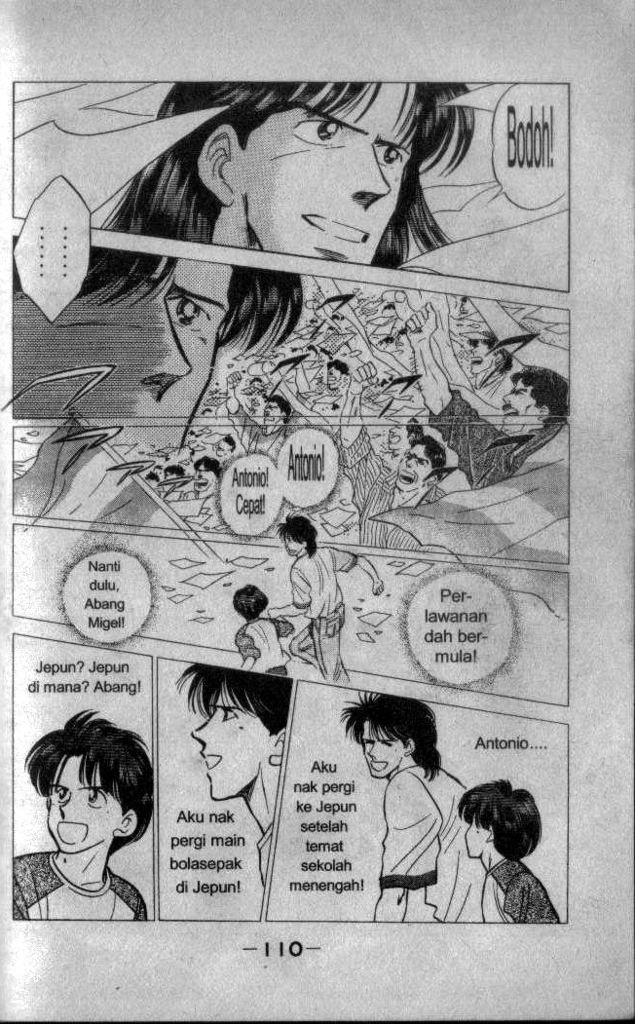 Bodoh!
......
......
Antonio!
Cepat!
Antonio!
Nanti
dulu,
Abang
Migel!
Per-
lawanan
dah ber-
mula!
Jepun? Jepun
di mana? Abang!
Aku nak
pergi main
bolasepak
di Jepun!
Aku
nak pergi
ke Jepun
setelah
temat
sekolah
menengah!
Antonio....
-110-